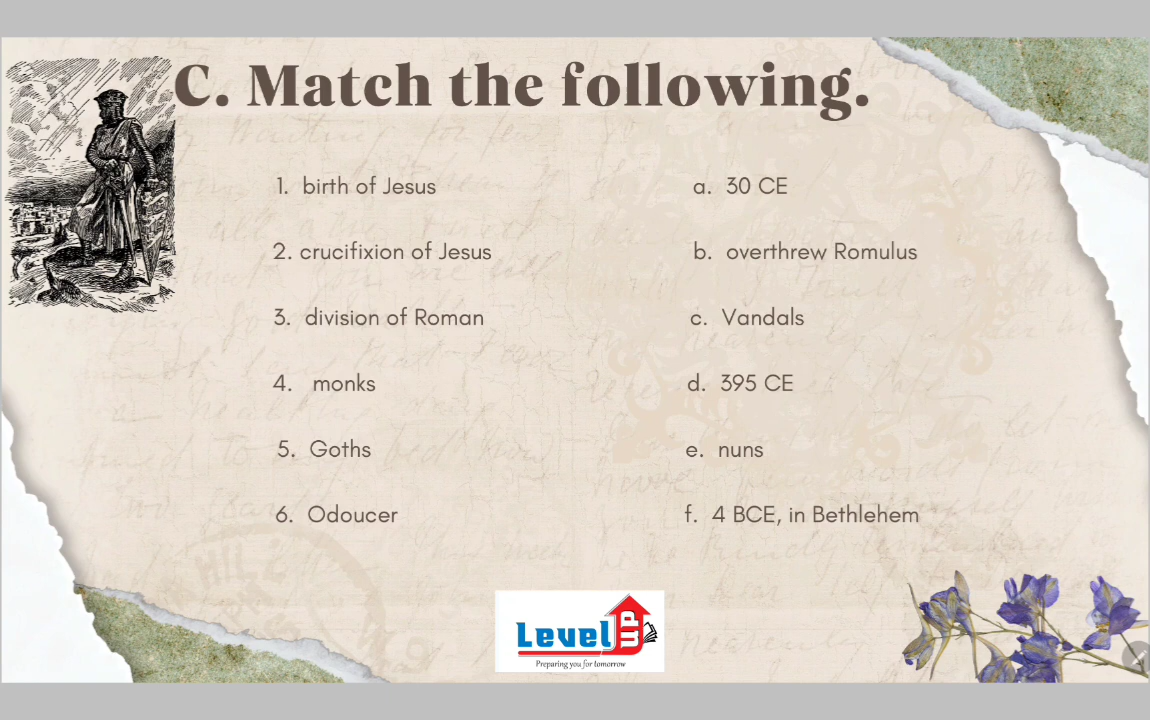 C. Match the following.
1. birth of Jesus
a. 30 CE
2. crucifixion of Jesus
b. overthrew Romulus
3. division of Roman
c. Vandals
4. monks
d. 395 CE
5. Goths
e. nuns
6. Odoucer
f. 4 BCE, in Bethlehem
Level UP
Preparing you for tomorrow